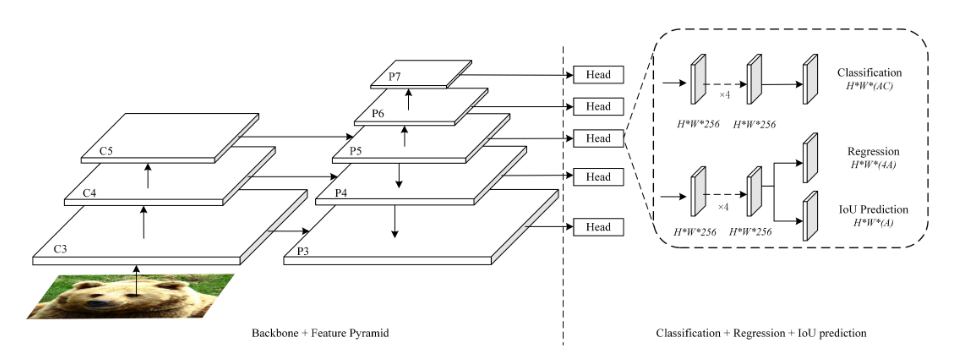 P7
Head
Classification
H*W*(AC)
×4
P6
Head
H*W*256
H*W*256
C5
P5
Head
Regression
H*W*(4A)
C4
P4
Head
×4
IoU Prediction
H*W*(A)
C3
P3
Head
H*W*256
H*W*256
Backbone + Feature Pyramid
Classification + Regression + IoU prediction